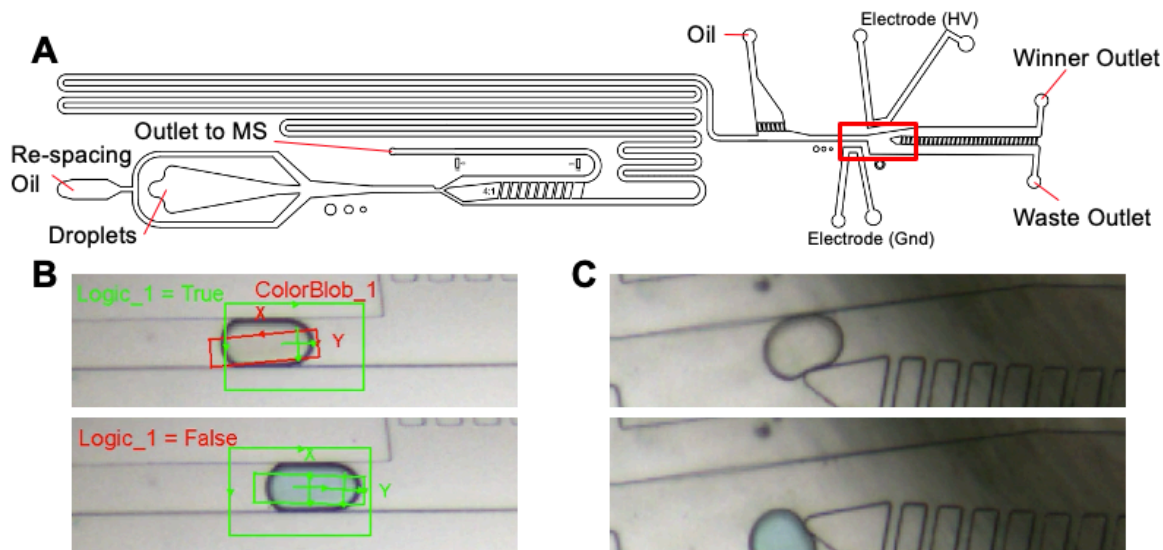 A
Oil
Electrode (HV)
Winner Outlet
Outlet to MS
Re-spacing
Oil
4:1
Droplets
Electrode (Gnd)
Waste Outlet
B
Logic_1 = True
ColorBlob_1
X
Y
Logic_1 = False
X
Y
C